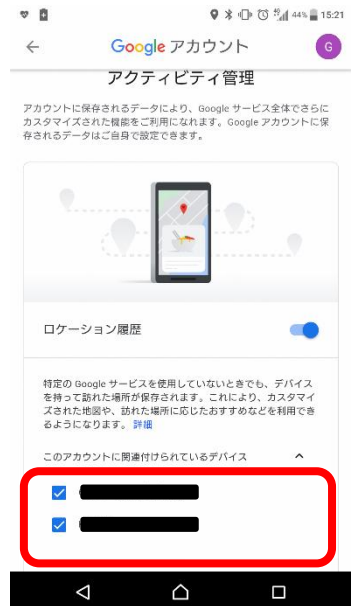 44% 15:21
Google アカウント
G
アクティビティ管理
アカウントに保存されるデータにより、Google サービス全体でさらに
カスタマイズされた機能をご利用になれます。Google アカウントに保
存されるデータはご自身で設定できます。
ロケーション履歴
特定の Google サービスを使用していないときでも、デバイス
を持って訪れた場所が保存されます。これにより、カスタマイ
ズされた地図や、訪れた場所に応じたおすすめなどを利用でき
るようになります。 詳細
このアカウントに関連付けられているデバイス